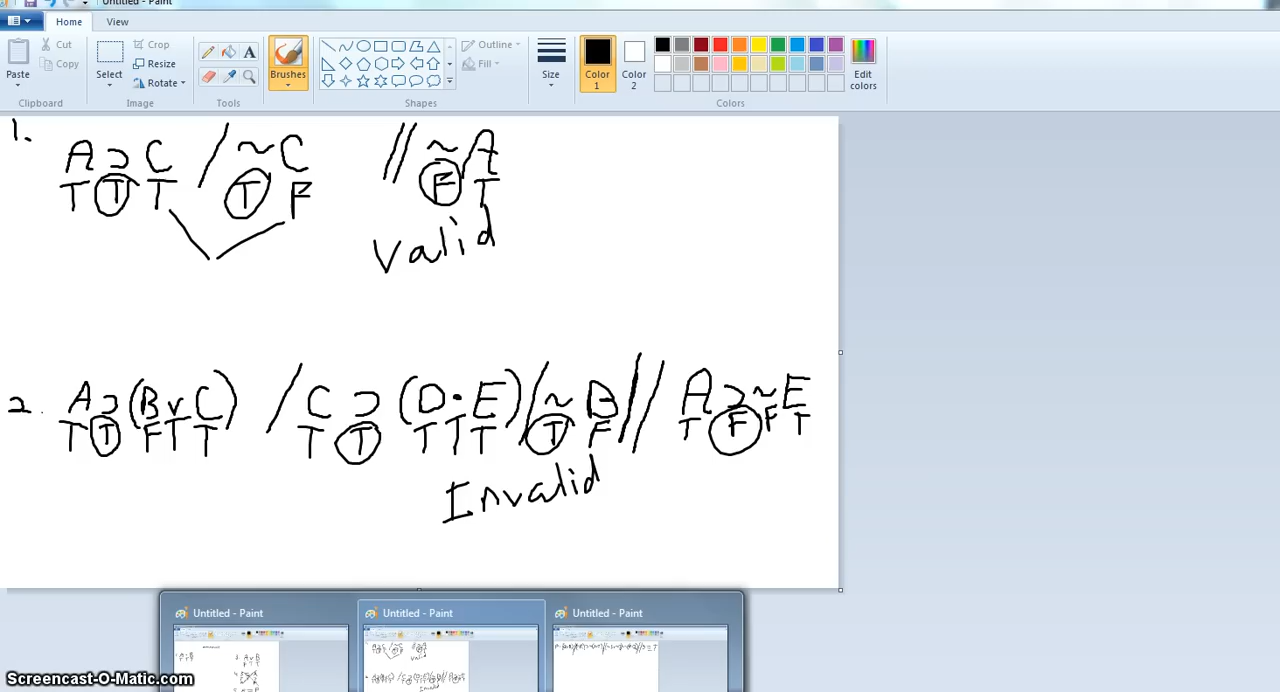 Untitled - Paint
Home View
Cut
Copy
Paste
Clipboard
Select
Crop
Resize
Rotate
Image
Tools
Brushes
Outline
Fill
Shapes
Size
Color 1
Color 2
Edit colors
Colors
1. A ⊃ C / ~ C // ~ A
T T T T F F T
Valid
2. A ⊃ (B v C) / C ⊃ (D · E) / ~ B // A ⊃ ~ E
T T F T T T T T T T T F T F F T
Invalid
Untitled - Paint Untitled - Paint Untitled - Paint
Screencast-O-Matic.com